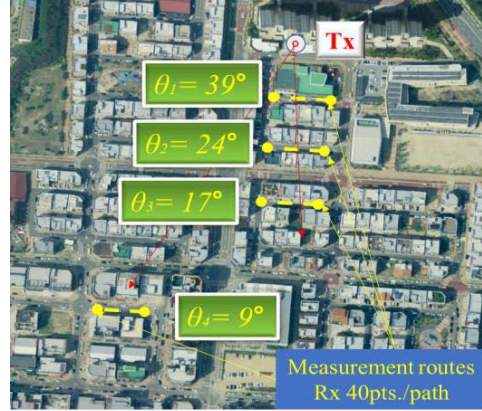 Tx
θ₁= 39°
θ₂= 24°
θ₃= 17°
θ₄= 9°
Measurement routes
Rx 40pts./path